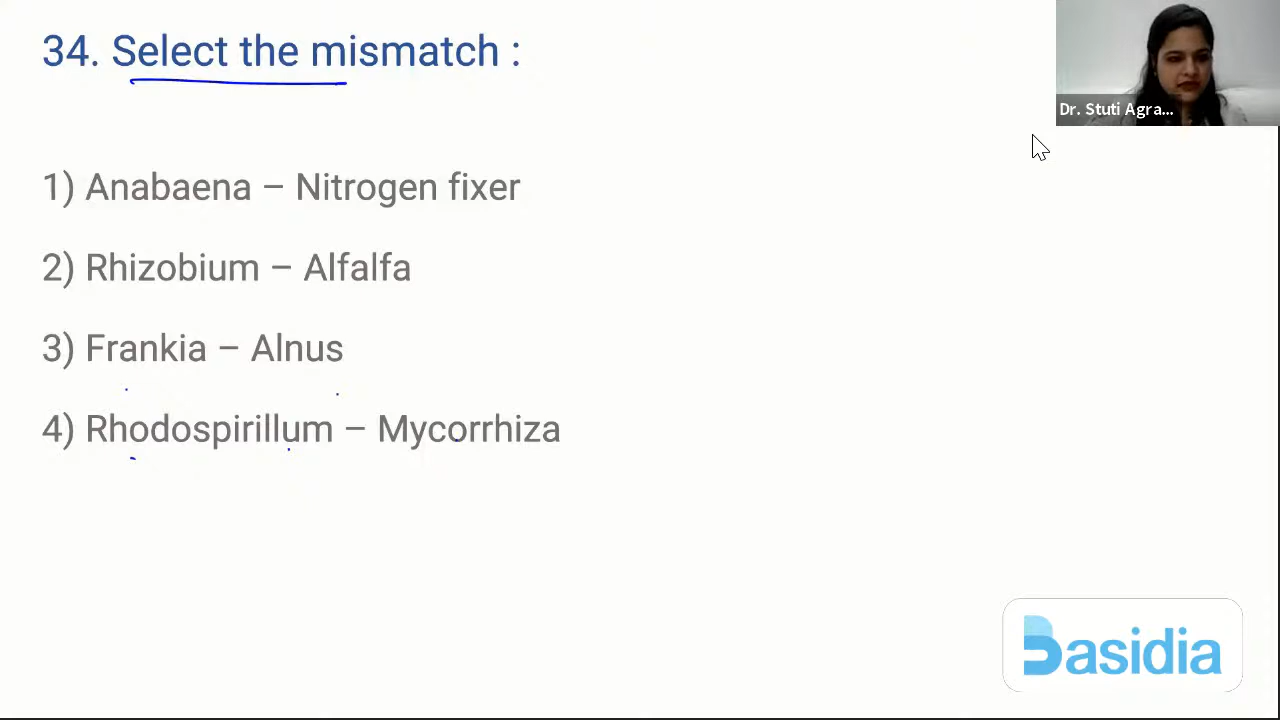 34. Select the mismatch :
Dr. Stuti Agra...
1) Anabaena – Nitrogen fixer
2) Rhizobium – Alfalfa
3) Frankia – Alnus
4) Rhodospirillum – Mycorrhiza
Basidia